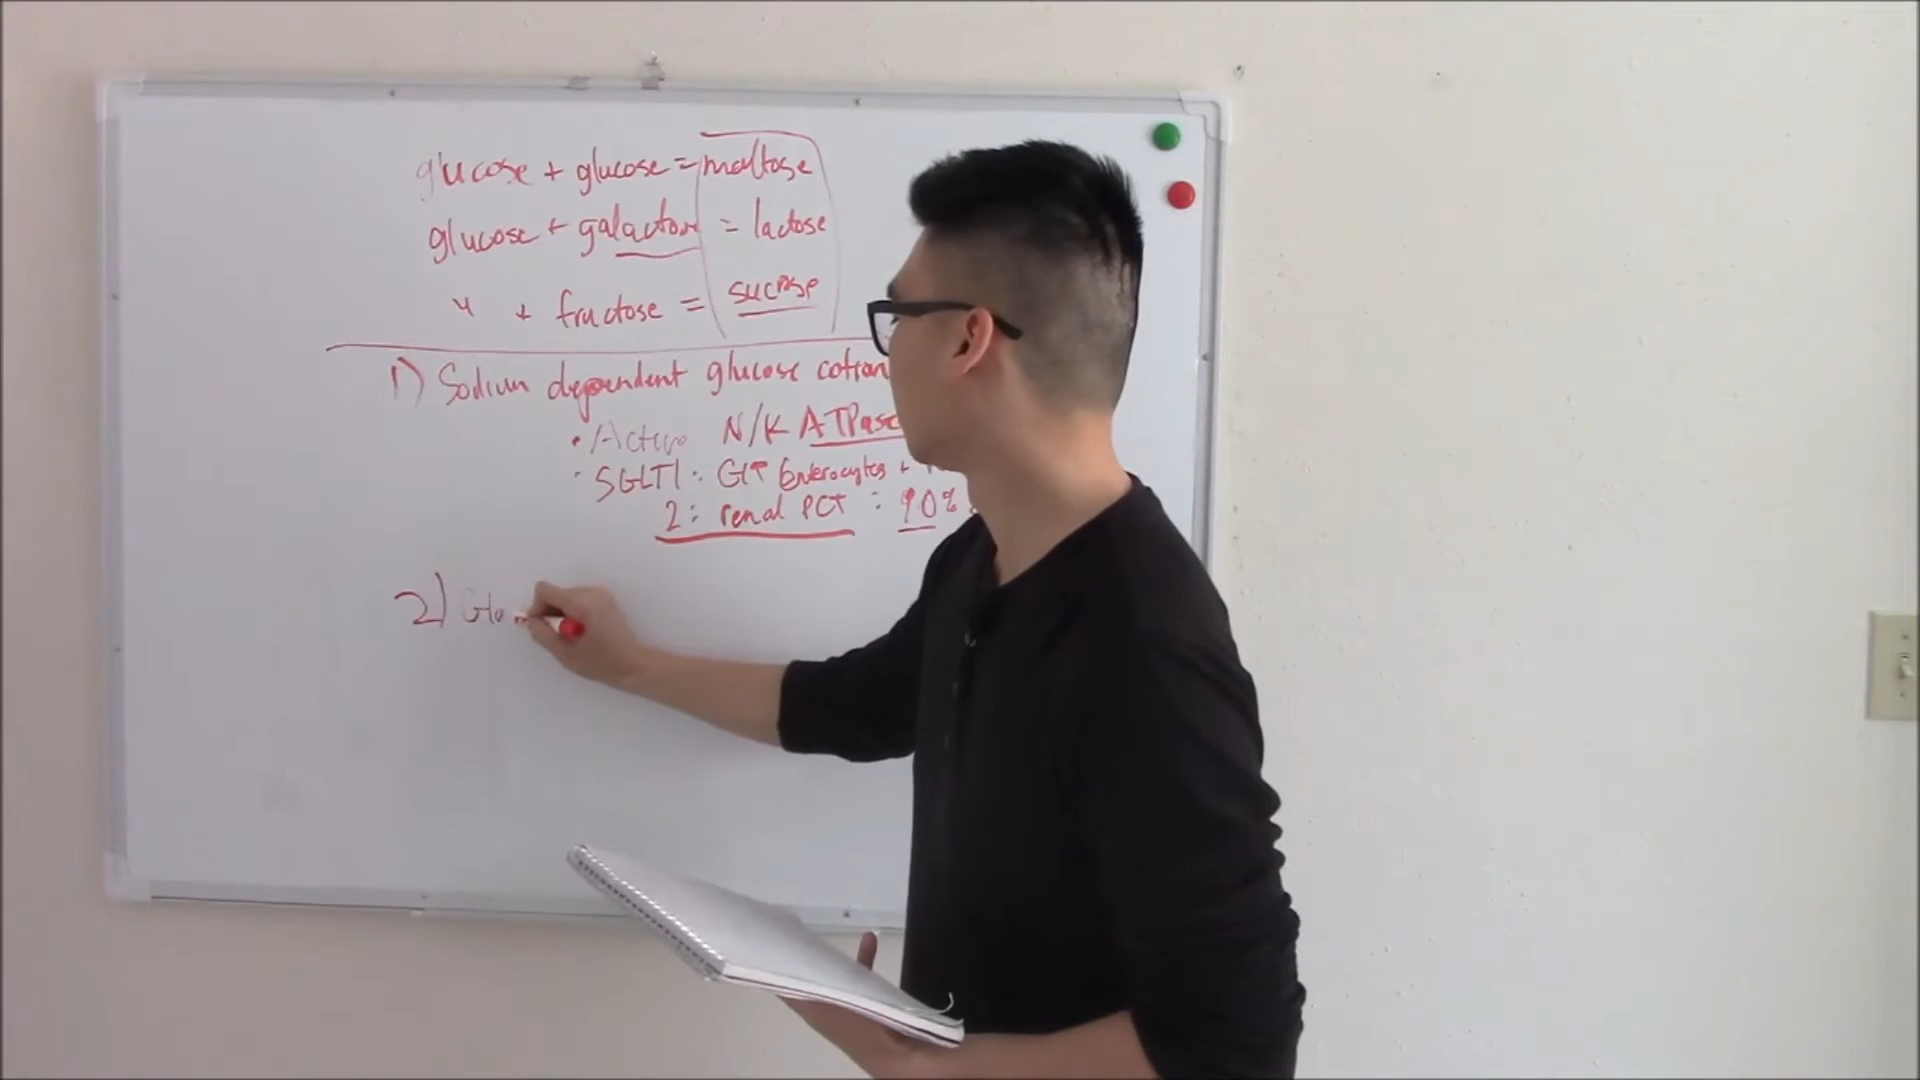 glucose + glucose = maltose
glucose + galactose = lactose
" + fructose = sucrose
1) Sodium dependent glucose cotran
• Active N/K ATPase
• SGLT1: GIT Enterocytes +
2: renal PCT : 90%
2) Glu